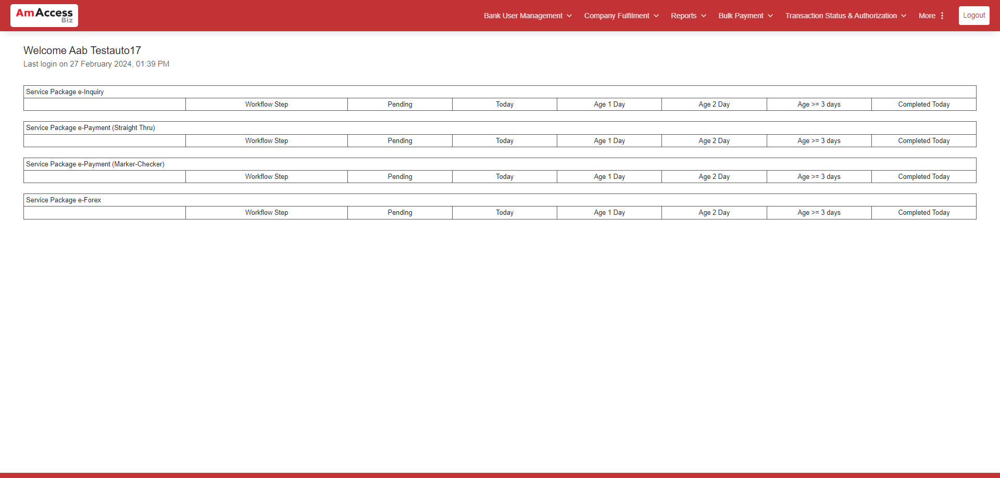 AmAccess
Biz
Bank User Management Company Fulfilment Reports Bulk Payment Transaction Status & Authorization More Logout
Welcome Aab Testauto17
Last login on 27 February 2024, 01:39 PM
Service Package e-Inquiry
Workflow Step Pending Today Age 1 Day Age 2 Day Age >= 3 days Completed Today
Service Package e-Payment (Straight Thru)
Workflow Step Pending Today Age 1 Day Age 2 Day Age >= 3 days Completed Today
Service Package e-Payment (Marker-Checker)
Workflow Step Pending Today Age 1 Day Age 2 Day Age >= 3 days Completed Today
Service Package e-Forex
Workflow Step Pending Today Age 1 Day Age 2 Day Age >= 3 days Completed Today